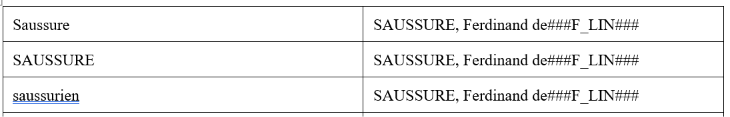 Saussure SAUSSURE, Ferdinand de###F_LIN###
SAUSSURE SAUSSURE, Ferdinand de###F_LIN###
saussurien SAUSSURE, Ferdinand de###F_LIN###